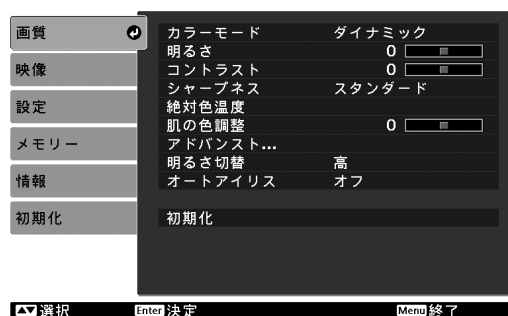 画質
映像
設定
メモリー
情報
初期化
カラーモード ダイナミック
明るさ 0
コントラスト 0
シャープネス スタンダード
絶対色温度
肌の色調整 0
アドバンスト...
明るさ切替 高
オートアイリス オフ
初期化
選択 Enter 決定 Menu 終了